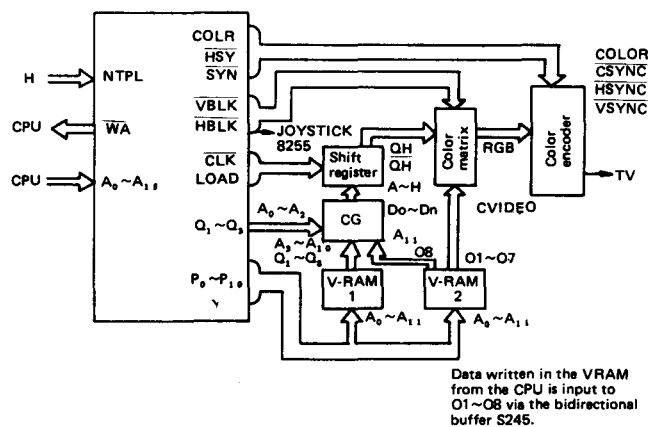 COLR
HSY
SYN
H
NTPL
VBLK
CPU
WA
HBLK
JOYSTICK
8255
CLK
LOAD
CPU
A₀~A₁₅
Shift
register
QH
QH
A~H
Color
matrix
RGB
Color
encoder
COLOR
CSYNC
HSYNC
VSYNC
TV
CVIDEO
Q₁~Q₃
A₀~A₂
CG
Do~Dn
A₁₁
A₃~A₁₀
Q₁~Q₈
O8
O1~O7
P₀~P₁₀
V-RAM
1
V-RAM
2
A₀~A₁₁
A₀~A₁₁
Data written in the VRAM
from the CPU is input to
O1~O8 via the bidirectional
buffer S245.